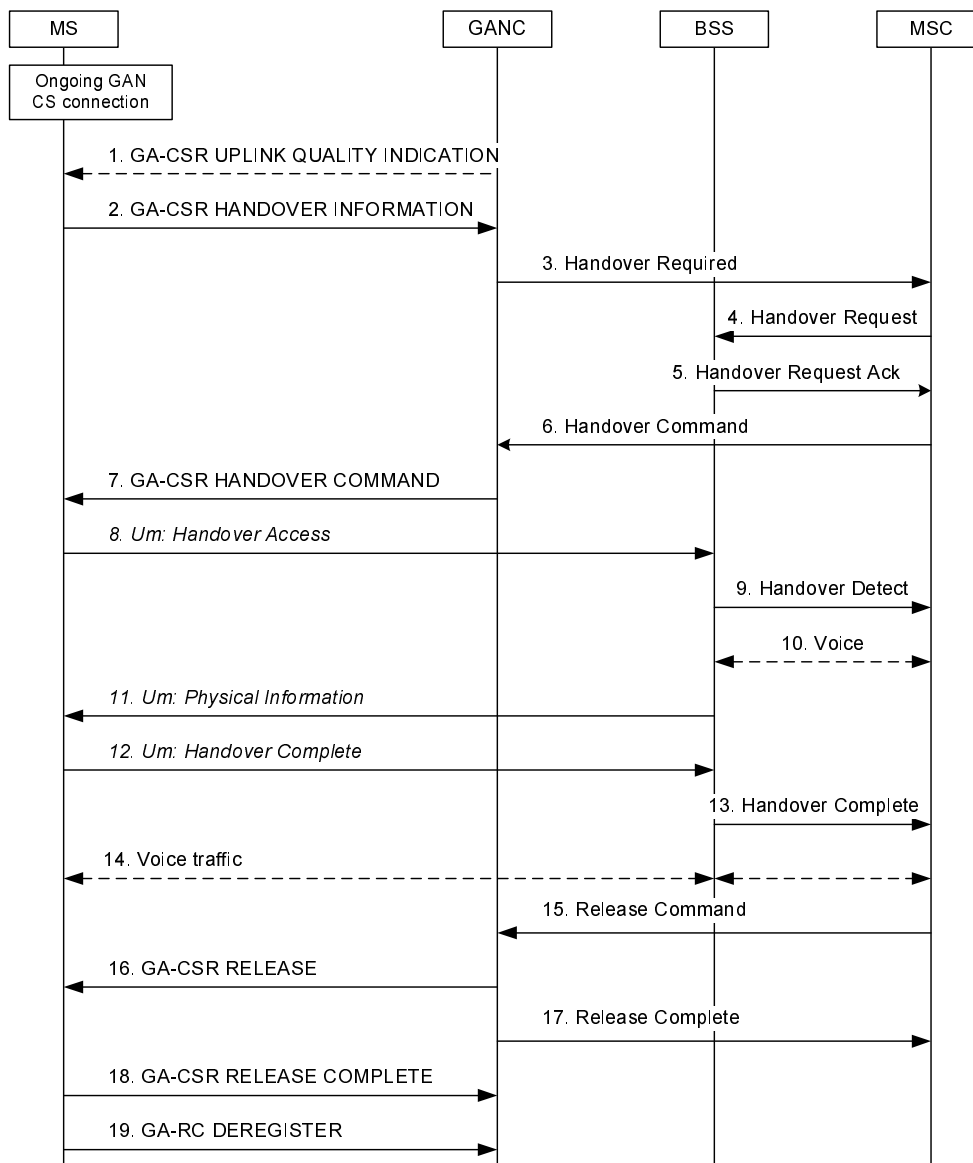 MS GANC BSS MSC
Ongoing GAN
CS connection
1. GA-CSR UPLINK QUALITY INDICATION
2. GA-CSR HANDOVER INFORMATION
3. Handover Required
4. Handover Request
5. Handover Request Ack
6. Handover Command
7. GA-CSR HANDOVER COMMAND
8. Um: Handover Access
9. Handover Detect
10. Voice
11. Um: Physical Information
12. Um: Handover Complete
13. Handover Complete
14. Voice traffic
15. Release Command
16. GA-CSR RELEASE
17. Release Complete
18. GA-CSR RELEASE COMPLETE
19. GA-RC DEREGISTER